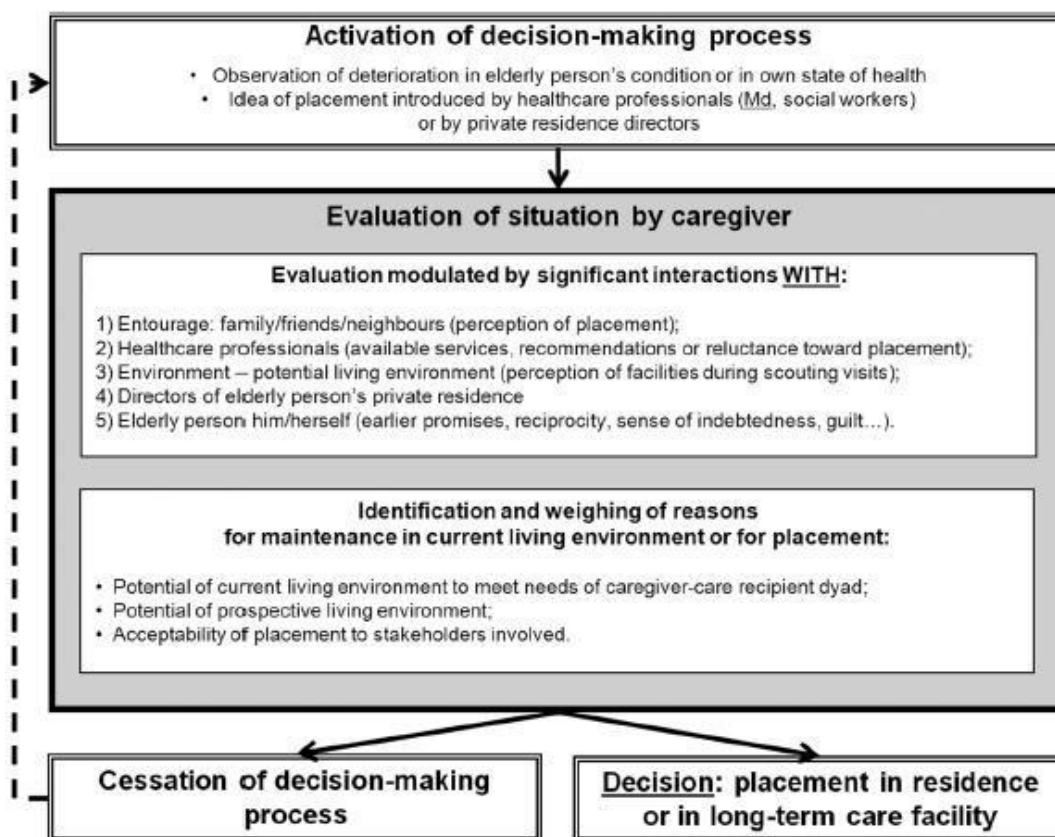 Activation of decision-making process
• Observation of deterioration in elderly person's condition or in own state of health
• Idea of placement introduced by healthcare professionals (Md, social workers)
or by private residence directors
Evaluation of situation by caregiver
Evaluation modulated by significant interactions WITH:
1) Entourage: family/friends/neighbours (perception of placement);
2) Healthcare professionals (available services, recommendations or reluctance toward placement);
3) Environment – potential living environment (perception of facilities during scouting visits);
4) Directors of elderly person's private residence
5) Elderly person him/herself (earlier promises, reciprocity, sense of indebtedness, guilt…).
Identification and weighing of reasons
for maintenance in current living environment or for placement:
• Potential of current living environment to meet needs of caregiver-care recipient dyad;
• Potential of prospective living environment;
• Acceptability of placement to stakeholders involved.
Cessation of decision-making
process
Decision: placement in residence
or in long-term care facility